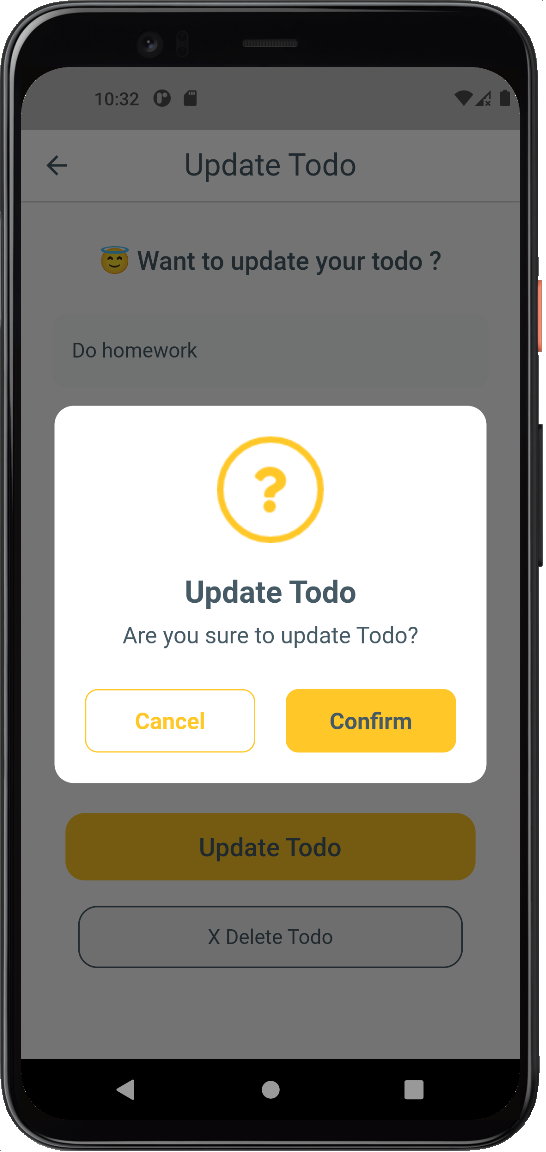 10:32
Update Todo
😇 Want to update your todo ?
Do homework
?
Update Todo
Are you sure to update Todo?
Cancel
Confirm
Update Todo
X Delete Todo